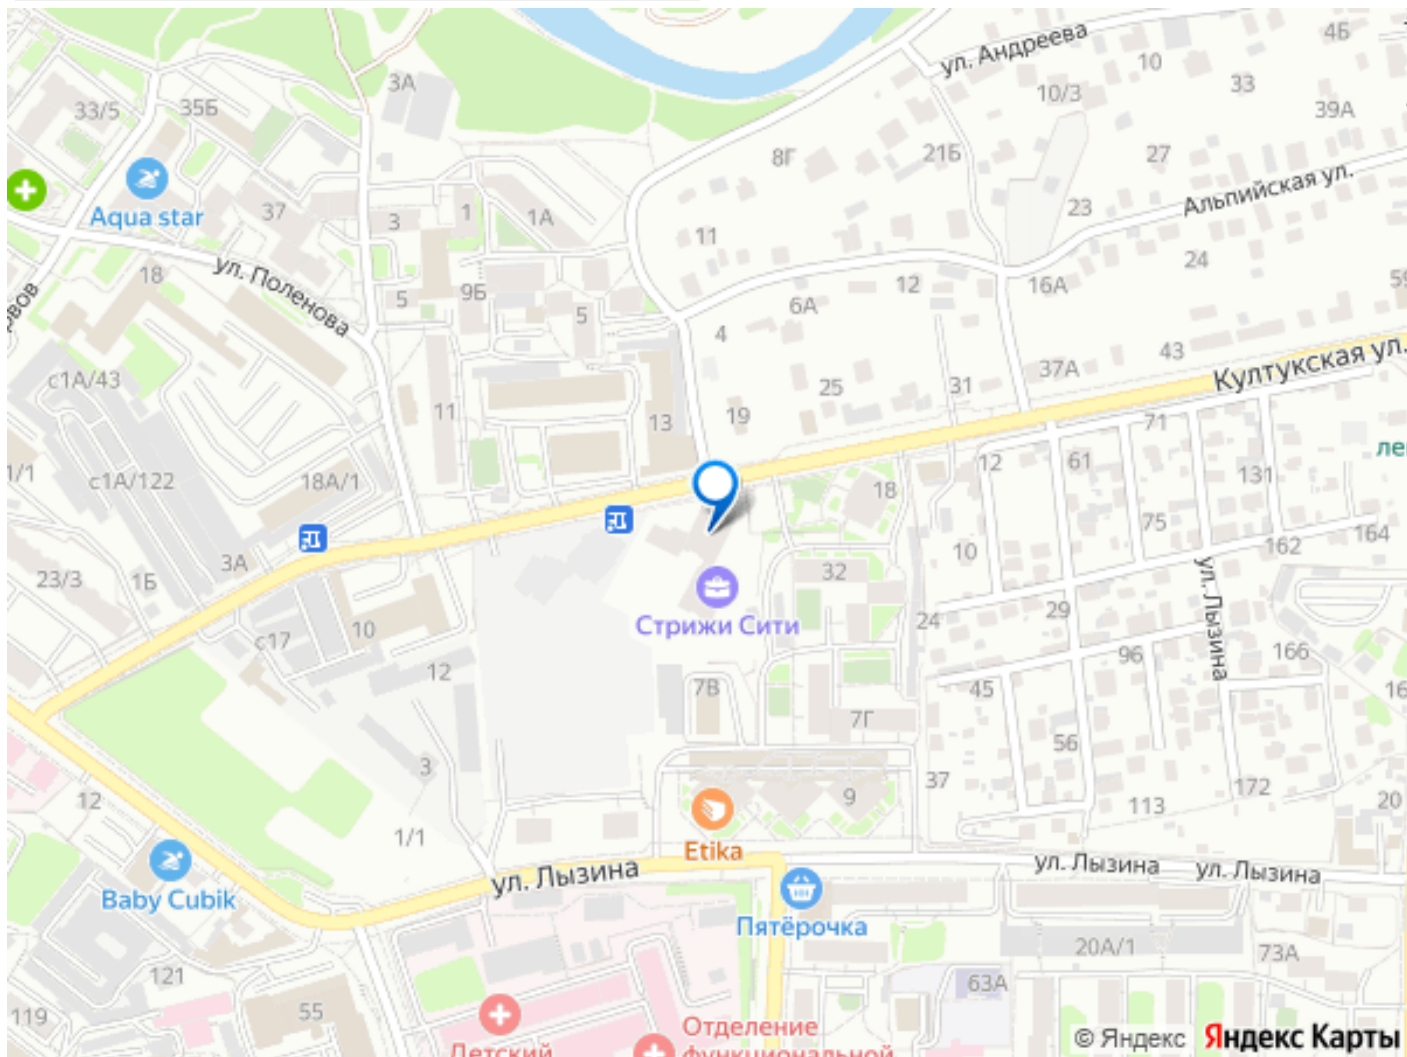 ул. Андреева
4Б
3А
10
33
10/3
33/5
35Б
39А
8Г
21Б
27
Альпийская ул.
Aqua star
37
3
1
1А
23
11
ул. Поленова
18
24
9Б
12
16А
5
5
6А
4
43
Култукская ул.
с1А/43
37А
25
31
11
13
19
71
12
61
131
1/1
с1А/122
18А/1
18
75
164
162
10
3А
23/3
1Б
32
ул. Лызина
Стрижи Сити
24
29
10
с17
96
166
12
7В
45
7Г
56
3
37
172
12
9
113
20
1/1
Etika
ул. Лызина
ул. Лызина
ул. Лызина
Baby Cubik
Пятёрочка
20А/1
73А
121
63А
55
119
Отделение
функциональной
Детский
© Яндекс Яндекс Карты